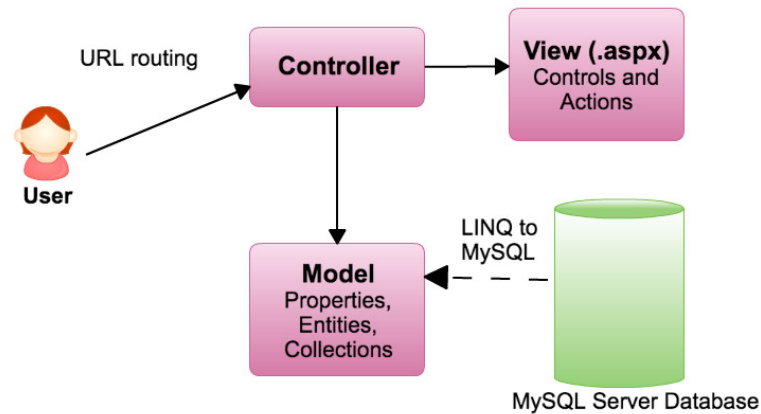 URL routing
Controller
View (.aspx)
Controls and
Actions
User
LINQ to
MySQL
Model
Properties,
Entities,
Collections
MySQL Server Database